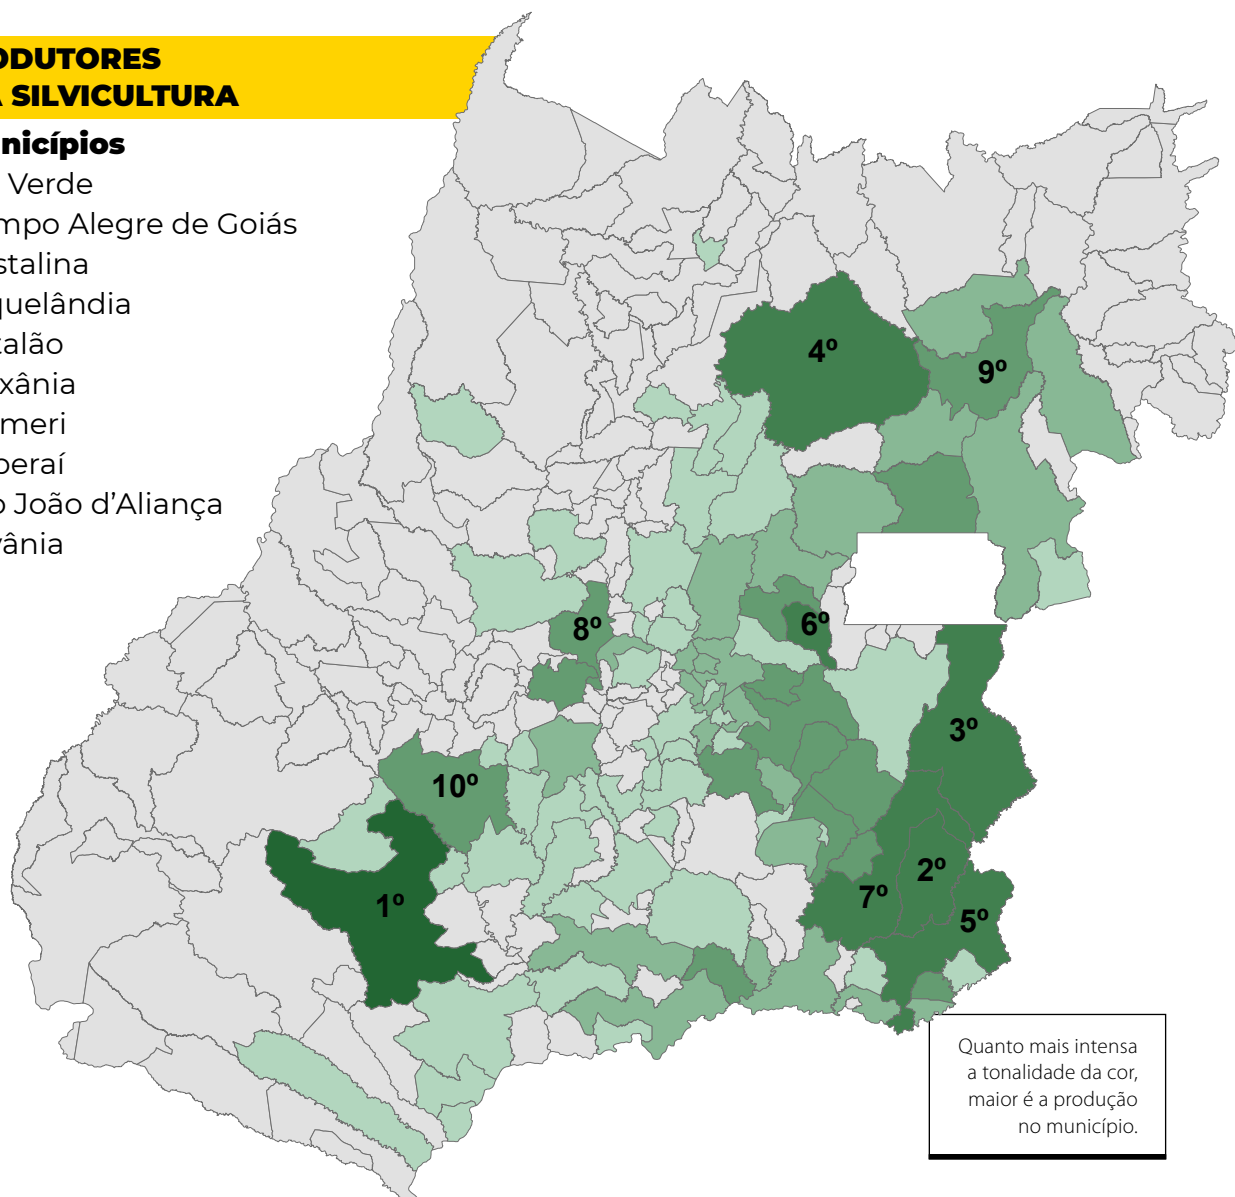 ODUTORES
A SILVICULTURA
nicípios
Verde
mpo Alegre de Goiás
stalina
quelândia
talão
xânia
meri
beraí
o João d’Aliança
vânia
4º
9º
6º
8º
3º
10º
2º
7º
1º
5º
Quanto mais intensa
a tonalidade da cor,
maior é a produção
no município.